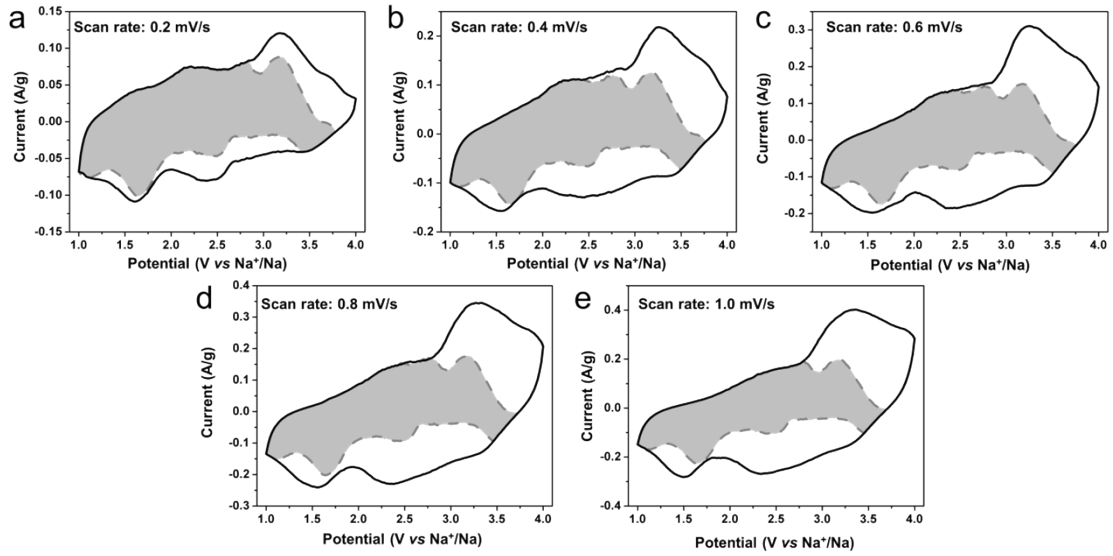 a
Scan rate: 0.2 mV/s
Current (A/g)
0.15
0.10
0.05
0.00
-0.05
-0.10
-0.15
1.0 1.5 2.0 2.5 3.0 3.5 4.0
Potential (V vs Na⁺/Na)
b
Scan rate: 0.4 mV/s
Current (A/g)
0.2
0.1
0.0
-0.1
-0.2
1.0 1.5 2.0 2.5 3.0 3.5 4.0
Potential (V vs Na⁺/Na)
c
Scan rate: 0.6 mV/s
Current (A/g)
0.3
0.2
0.1
0.0
-0.1
-0.2
1.0 1.5 2.0 2.5 3.0 3.5 4.0
Potential (V vs Na⁺/Na)
d
Scan rate: 0.8 mV/s
Current (A/g)
0.4
0.3
0.2
0.1
0.0
-0.1
-0.2
-0.3
1.0 1.5 2.0 2.5 3.0 3.5 4.0
Potential (V vs Na⁺/Na)
e
Scan rate: 1.0 mV/s
Current (A/g)
0.4
0.2
0.0
-0.2
-0.4
1.0 1.5 2.0 2.5 3.0 3.5 4.0
Potential (V vs Na⁺/Na)